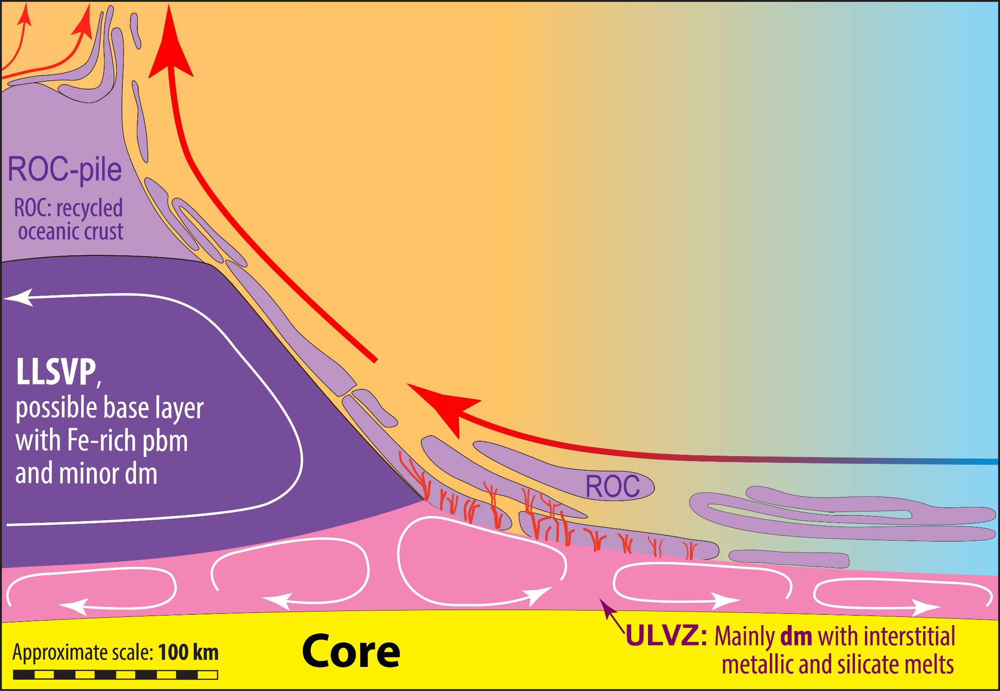 ROC-pile
ROC: recycled
oceanic crust
LLSVP,
possible base layer
with Fe-rich pbm
and minor dm
ROC
ULVZ: Mainly dm with interstitial
metallic and silicate melts
Core
Approximate scale: 100 km